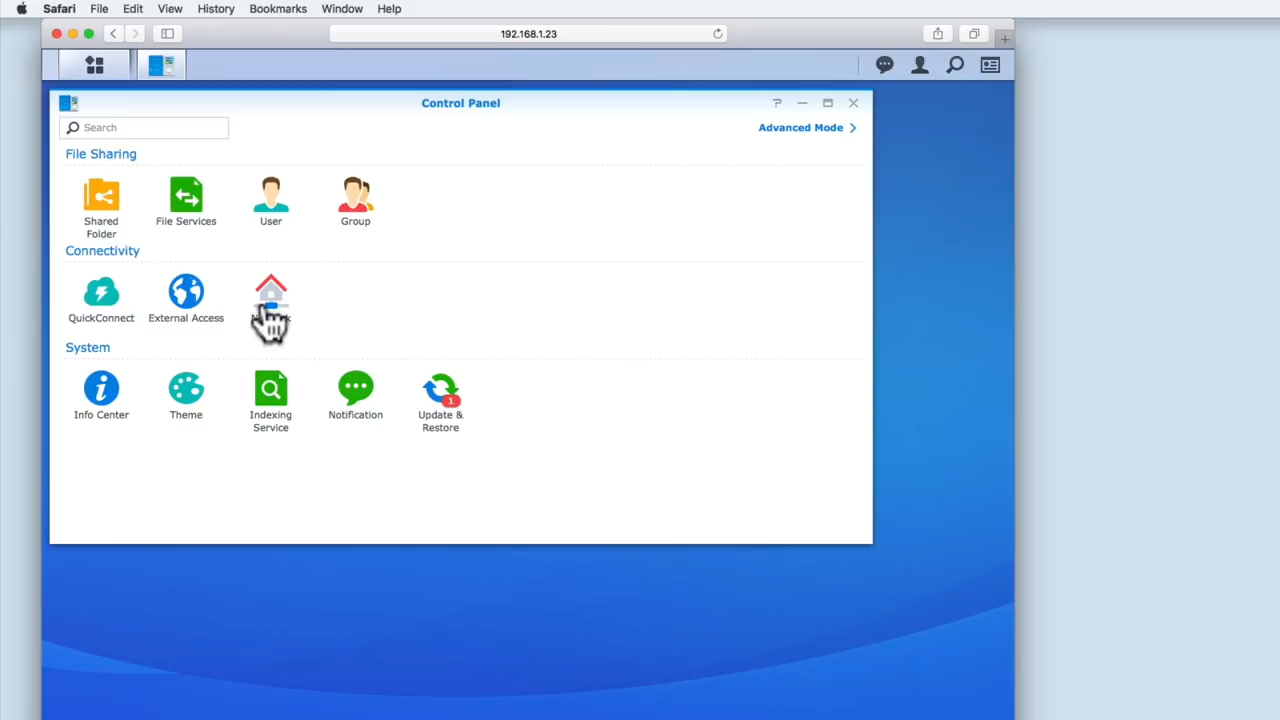 Safari File Edit View History Bookmarks Window Help
192.168.1.23
Control Panel
Search
Advanced Mode
File Sharing
Shared Folder
File Services
User
Group
Connectivity
QuickConnect
External Access
System
Info Center
Theme
Indexing Service
Notification
Update & Restore
1